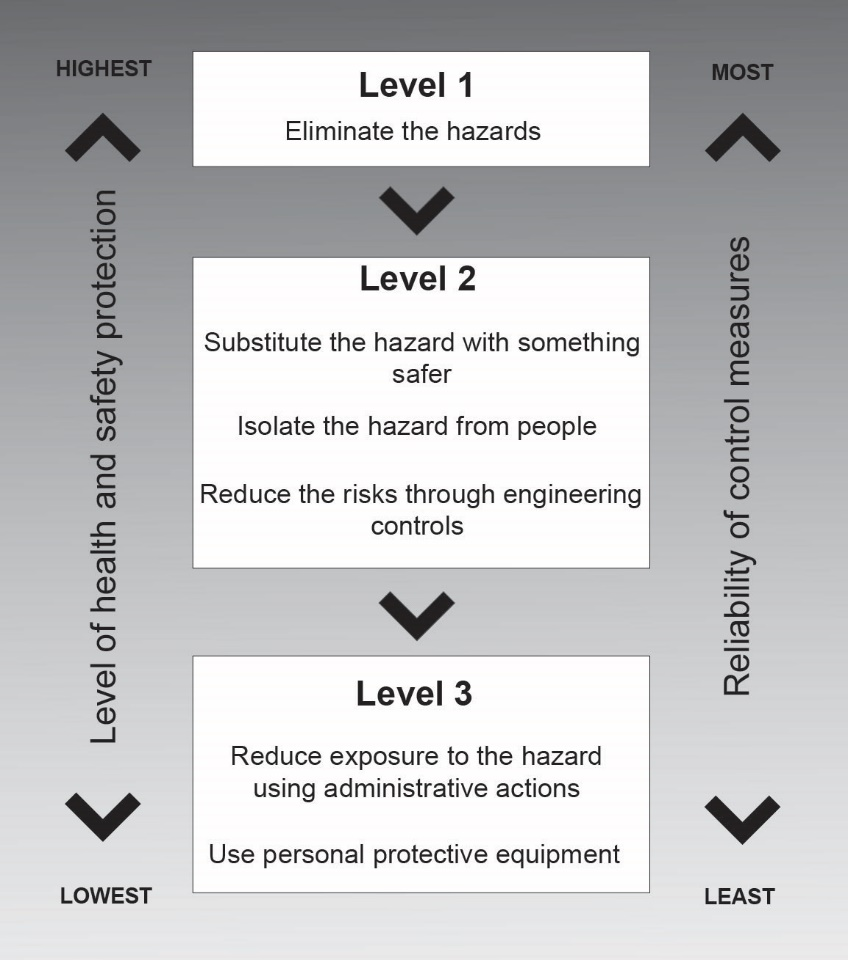 HIGHEST
MOST
Level 1
Eliminate the hazards
Level of health and safety protection
Reliability of control measures
Level 2
Substitute the hazard with something
safer
Isolate the hazard from people
Reduce the risks through engineering
controls
Level 3
Reduce exposure to the hazard
using administrative actions
Use personal protective equipment
LOWEST
LEAST